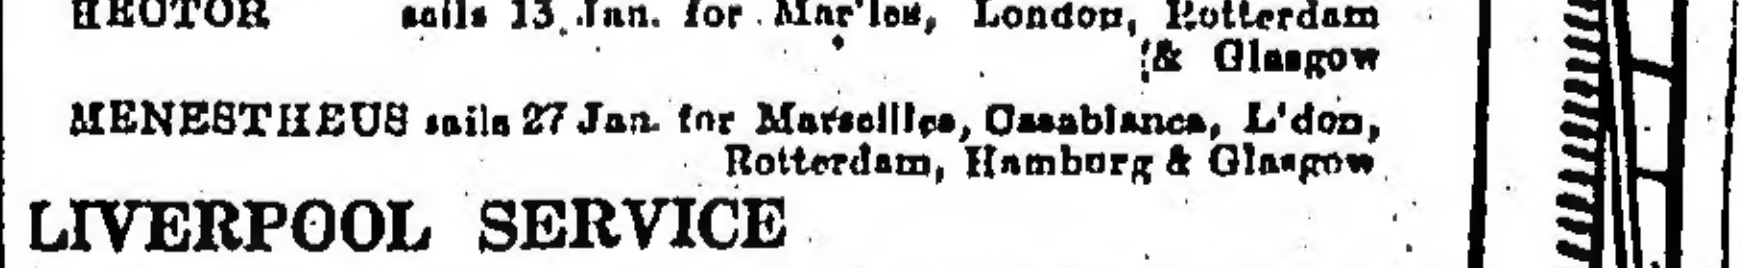 HECTOR sails 13 Jan. for Mar'les, London, Rotterdam
& Glasgow
MENESTHEUS sails 27 Jan. for Marseilles, Casablanca, L'don,
Rotterdam, Hamburg & Glasgow
LIVERPOOL SERVICE